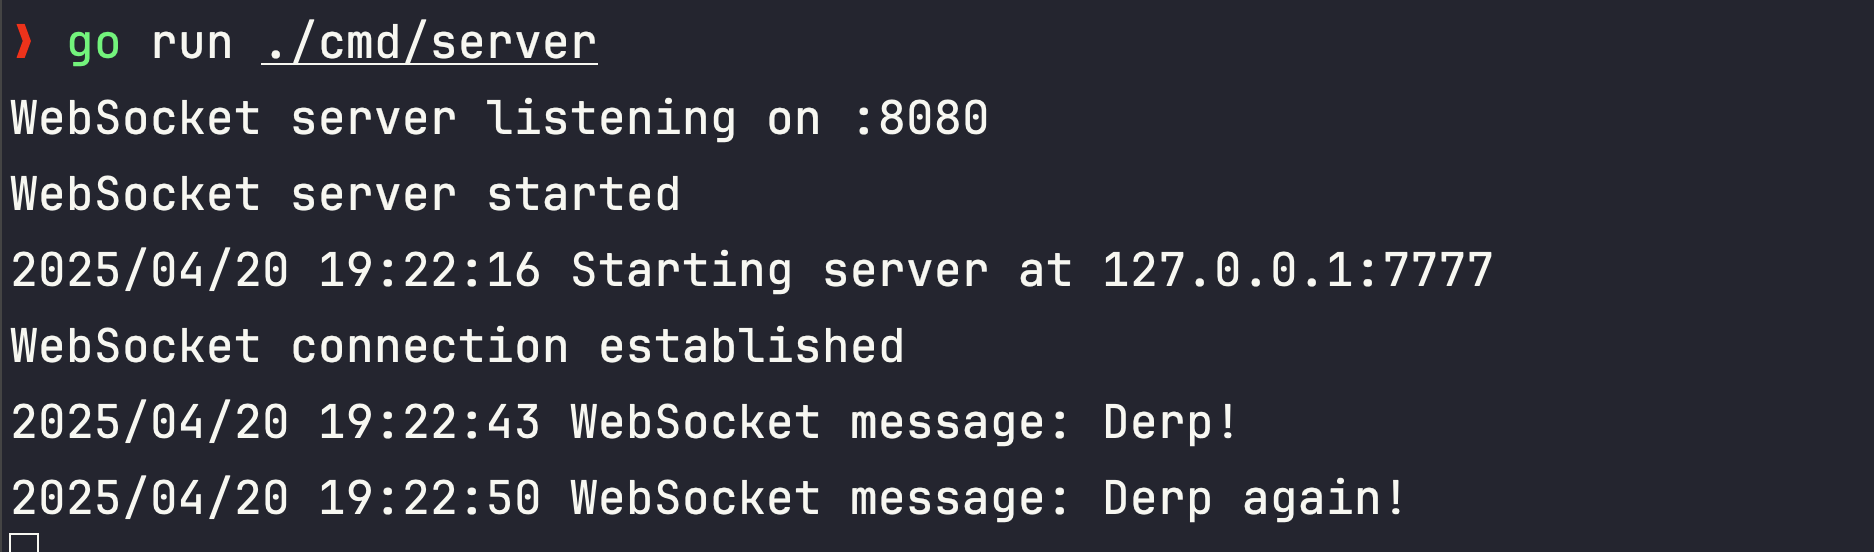 ❯ go run ./cmd/server
WebSocket server listening on :8080
WebSocket server started
2025/04/20 19:22:16 Starting server at 127.0.0.1:7777
WebSocket connection established
2025/04/20 19:22:43 WebSocket message: Derp!
2025/04/20 19:22:50 WebSocket message: Derp again!